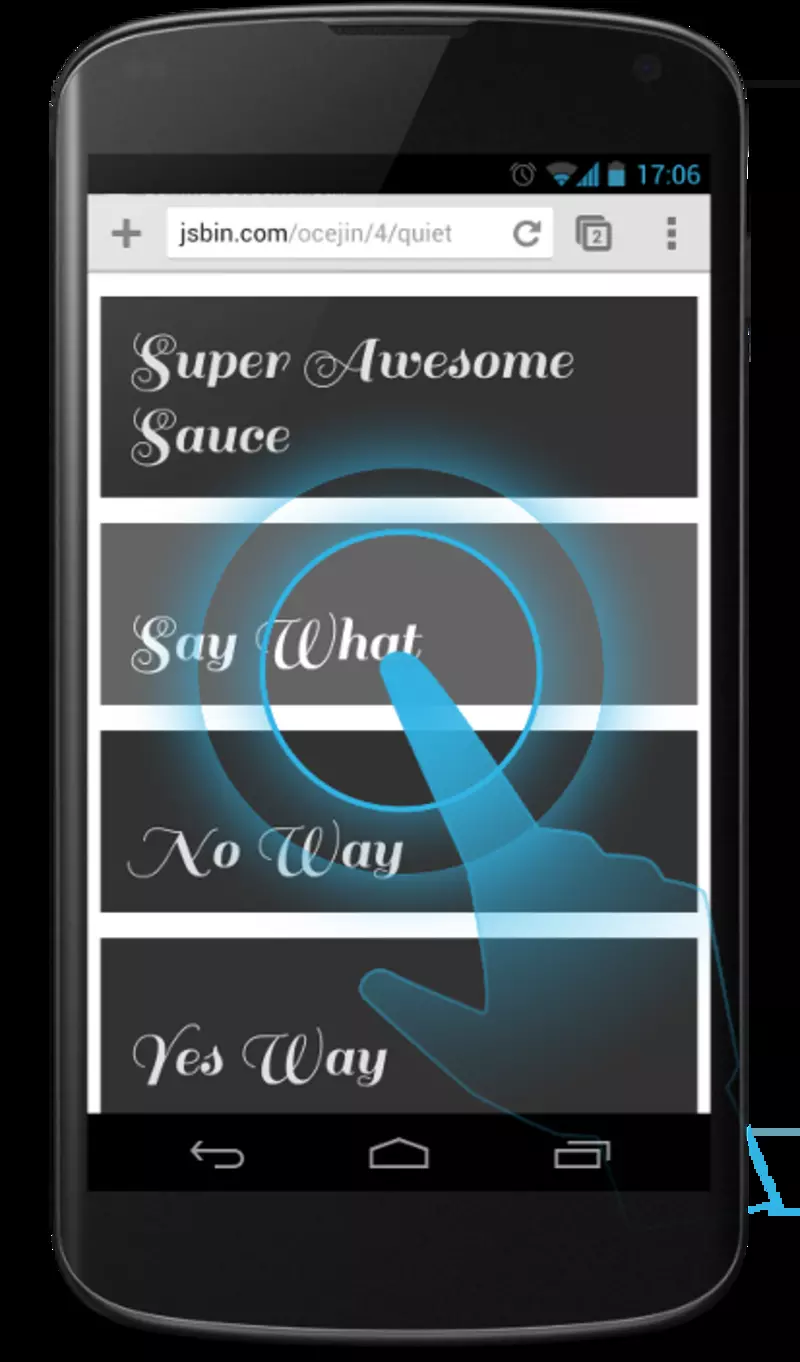 17:06
jsbin.com/ocejin/4/quiet
2
Super Awesome
Sauce
Say What
No Way
Yes Way